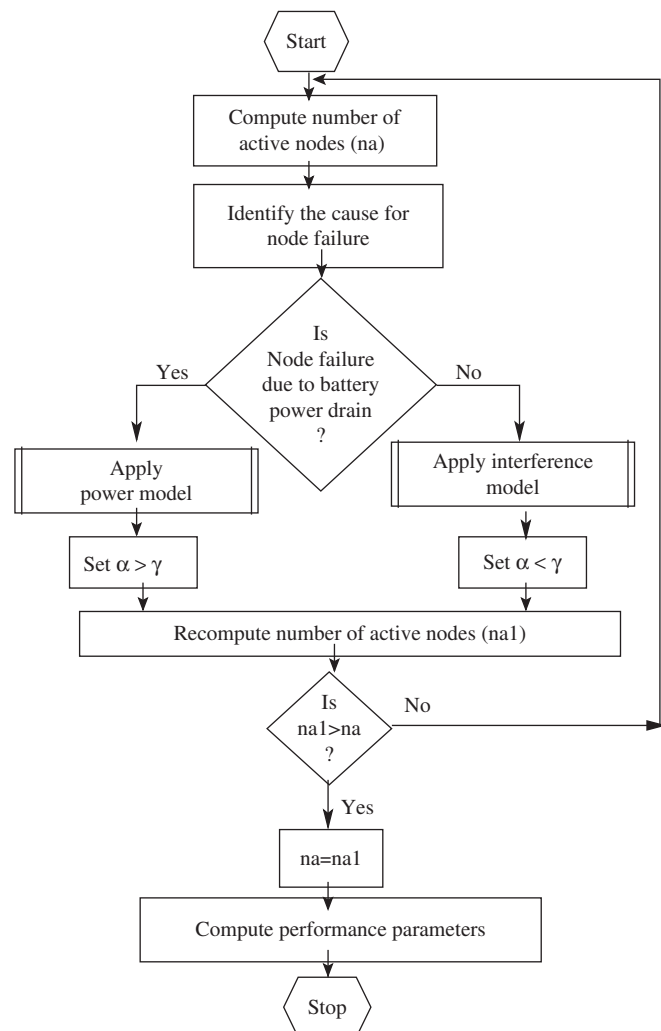 Start
Compute number of
active nodes (na)
Identify the cause for
node failure
Is
Node failure
due to battery
power drain
?
Yes
No
Apply
power model
Apply interference
model
Set α > γ
Set α < γ
Recompute number of active nodes (na1)
Is
na1>na
?
No
Yes
na=na1
Compute performance parameters
Stop